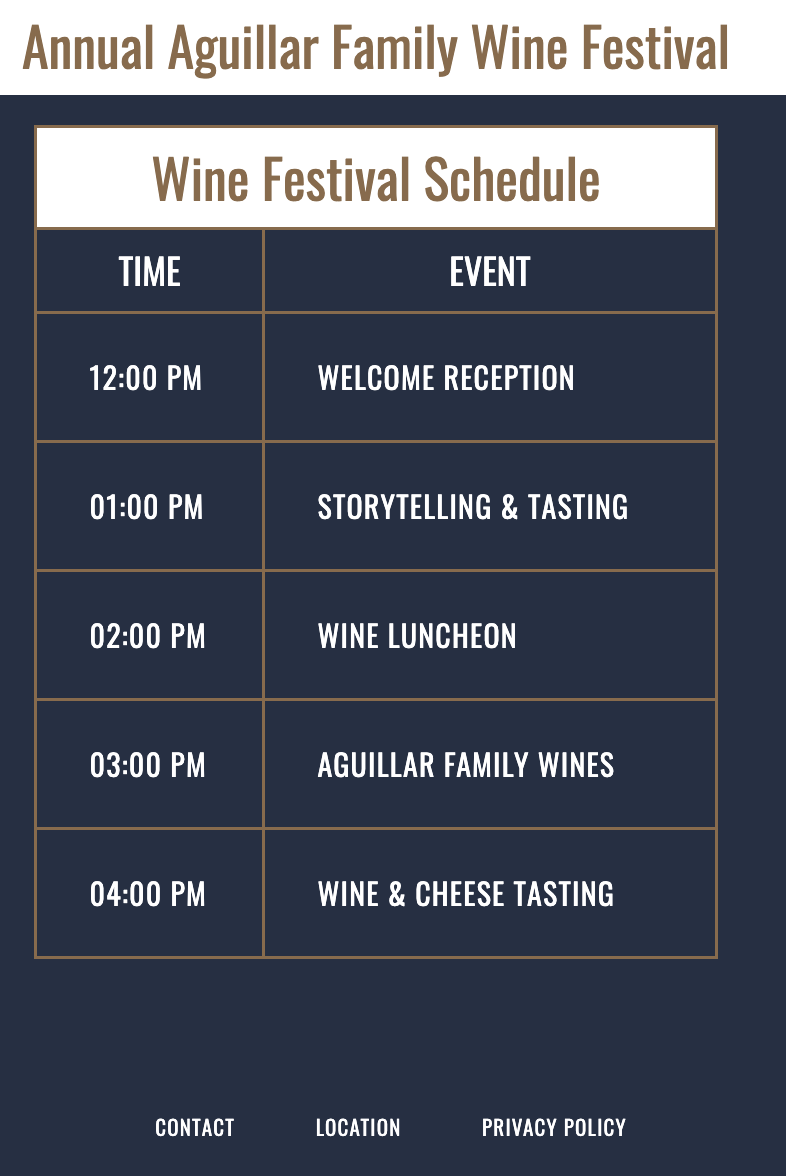 Annual Aguillar Family Wine Festival
Wine Festival Schedule
TIME EVENT
12:00 PM WELCOME RECEPTION
01:00 PM STORYTELLING & TASTING
02:00 PM WINE LUNCHEON
03:00 PM AGUILLAR FAMILY WINES
04:00 PM WINE & CHEESE TASTING
CONTACT LOCATION PRIVACY POLICY